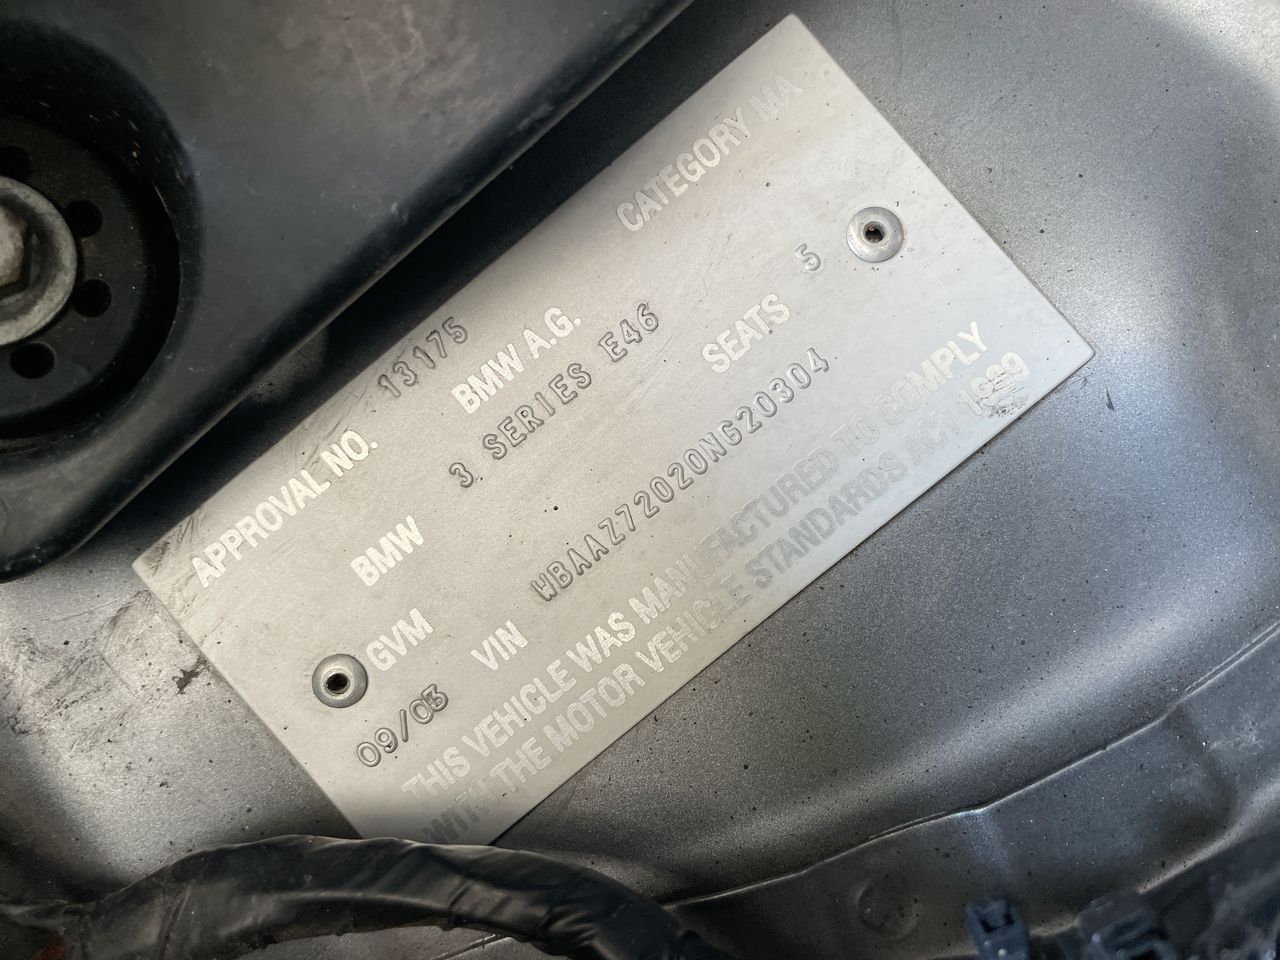 APPROVAL NO. 13175 CATEGORY MA
BMW BMW A.G.
3 SERIES E46
GVM SEATS 5
09/03 VIN WBAAZ72020NG20304
THIS VEHICLE WAS MANUFACTURED TO COMPLY
WITH THE MOTOR VEHICLE STANDARDS ACT 1989